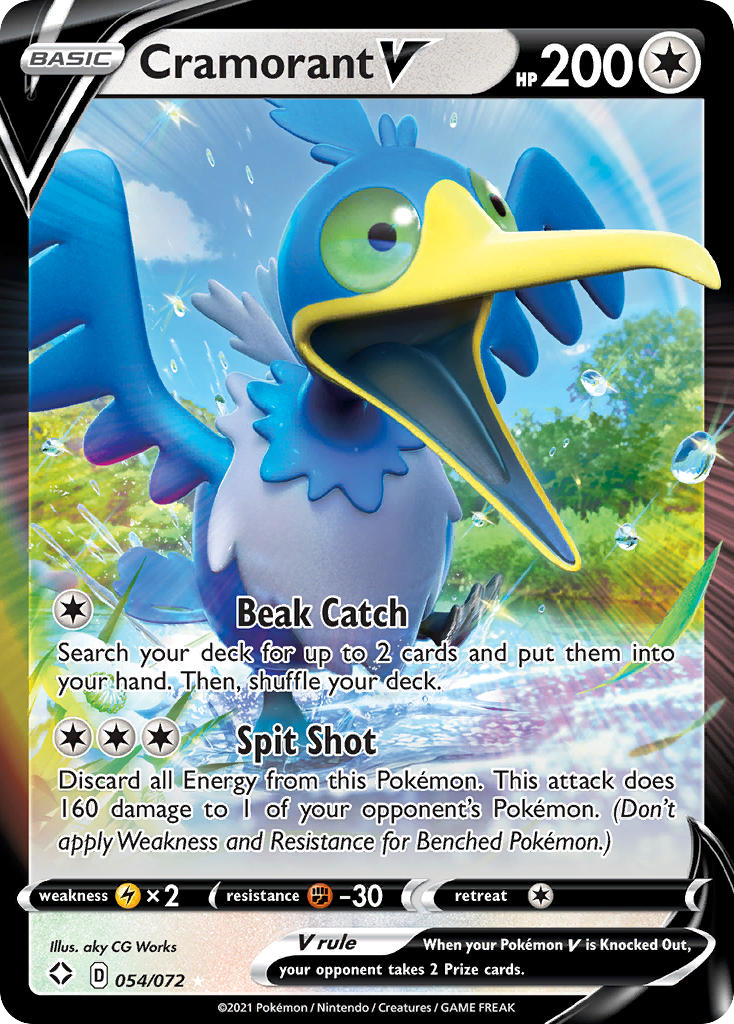 BASIC Cramorant V HP 200
Beak Catch
Search your deck for up to 2 cards and put them into
your hand. Then, shuffle your deck.
Spit Shot
Discard all Energy from this Pokémon. This attack does
160 damage to 1 of your opponent's Pokémon. (Don't
apply Weakness and Resistance for Benched Pokémon.)
weakness ×2 resistance -30 retreat
Illus. aky CG Works
V rule When your Pokémon V is Knocked Out,
your opponent takes 2 Prize cards.
D 054/072
©2021 Pokémon / Nintendo / Creatures / GAME FREAK